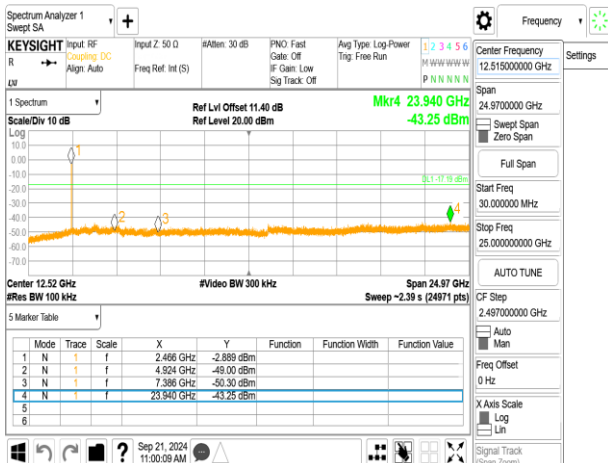 Spectrum Analyzer 1
Swept SA
+
Frequency
KEYSIGHT
R
Input: RF
Coupling: DC
Align: Auto
Input Z: 50 Ω
Freq Ref: Int (S)
#Atten: 30 dB
PNO: Fast
Gate: Off
IF Gain: Low
Sig Track: Off
Avg Type: Log-Power
Trig: Free Run
1 2 3 4 5 6
M W W W W W
P N N N N N
Center Frequency
12.515000000 GHz
Settings
1 Spectrum
Scale/Div 10 dB
Ref Lvl Offset 11.40 dB
Ref Level 20.00 dBm
Mkr4 23.940 GHz
-43.25 dBm
Span
24.9700000 GHz
Swept Span
Zero Span
Full Span
Start Freq
30.000000 MHz
Stop Freq
25.000000000 GHz
AUTO TUNE
CF Step
2.497000000 GHz
Auto
Man
Freq Offset
0 Hz
X Axis Scale
Log
Lin
Signal Track
(Span Zoom)
Log
10.0
0.00
-10.0
-20.0
-30.0
-40.0
-50.0
-60.0
-70.0
1
2
3
4
DL1 -17.19 dBm
Center 12.52 GHz
#Res BW 100 kHz
#Video BW 300 kHz
Span 24.97 GHz
Sweep ~2.39 s (24971 pts)
5 Marker Table
Mode Trace Scale X Y Function Function Width Function Value
1 N 1 f 2.466 GHz -2.889 dBm
2 N 1 f 4.924 GHz -49.00 dBm
3 N 1 f 7.386 GHz -50.30 dBm
4 N 1 f 23.940 GHz -43.25 dBm
5
6
?
Sep 21, 2024
11:00:09 AM